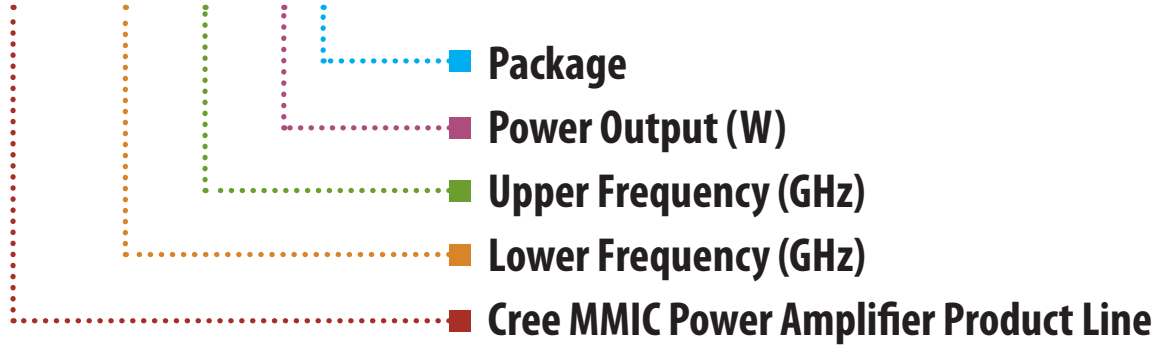 Package
Power Output (W)
Upper Frequency (GHz)
Lower Frequency (GHz)
Cree MMIC Power Amplifier Product Line